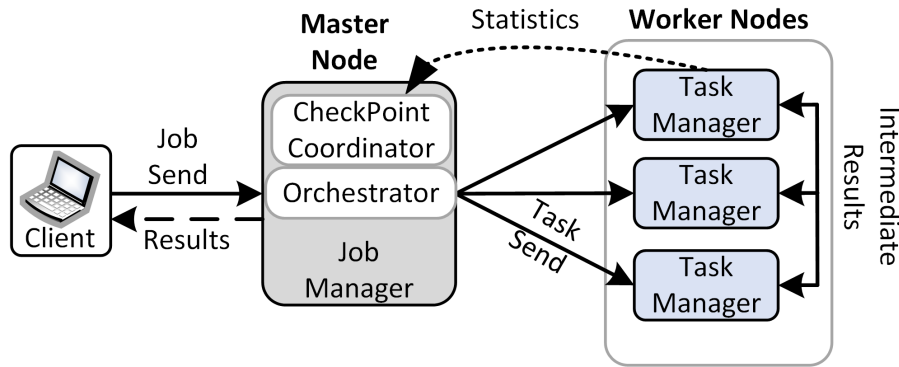 Statistics
Master
Node
Worker Nodes
CheckPoint
Coordinator
Orchestrator
Job
Manager
Job
Send
Client
Results
Task
Send
Task
Manager
Task
Manager
Task
Manager
Intermediate
Results